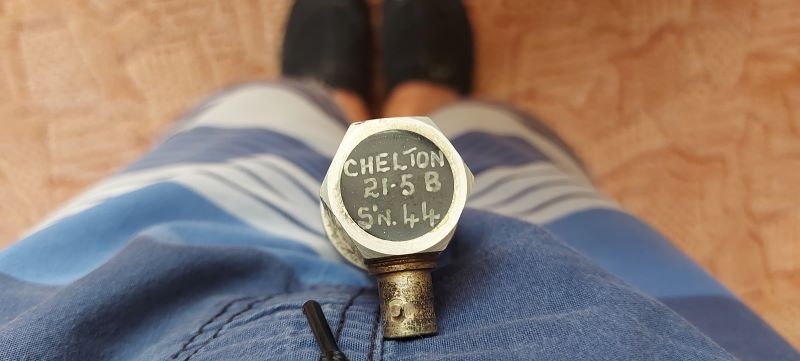 CHELTON
21-5 B
S'N. 44